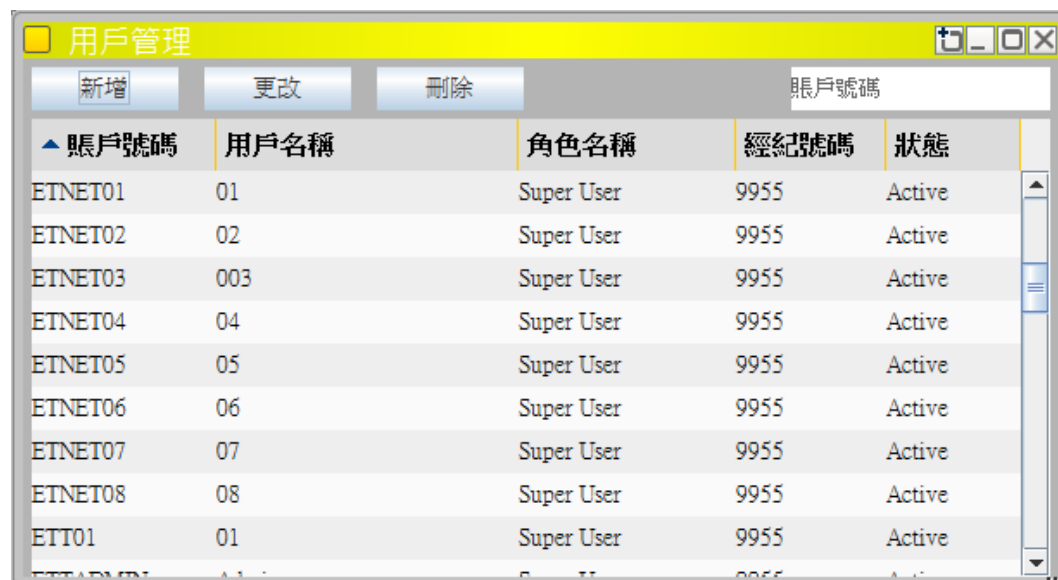 用戶管理
新增 更改 刪除 賬戶號碼
賬戶號碼 用戶名稱 角色名稱 經紀號碼 狀態
ETNET01 01 Super User 9955 Active
ETNET02 02 Super User 9955 Active
ETNET03 003 Super User 9955 Active
ETNET04 04 Super User 9955 Active
ETNET05 05 Super User 9955 Active
ETNET06 06 Super User 9955 Active
ETNET07 07 Super User 9955 Active
ETNET08 08 Super User 9955 Active
ETT01 01 Super User 9955 Active